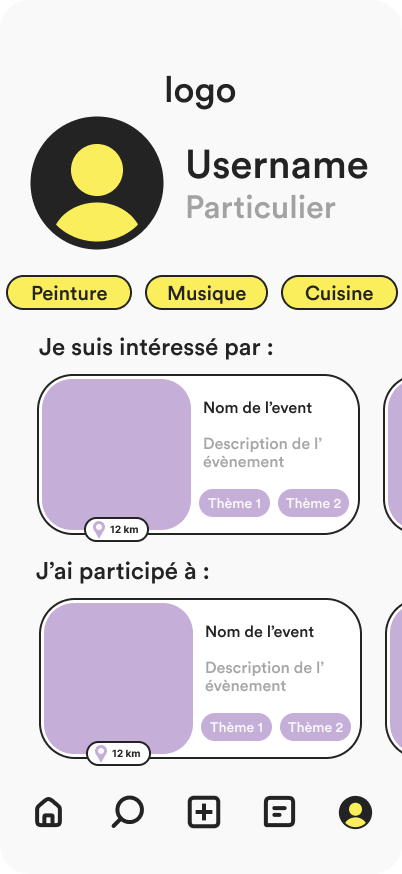 logo
Username
Particulier
Peinture
Musique
Cuisine
Je suis intéressé par :
Nom de l’event
Description de l’
évènement
Thème 1
Thème 2
12 km
J’ai participé à :
Nom de l’event
Description de l’
évènement
Thème 1
Thème 2
12 km